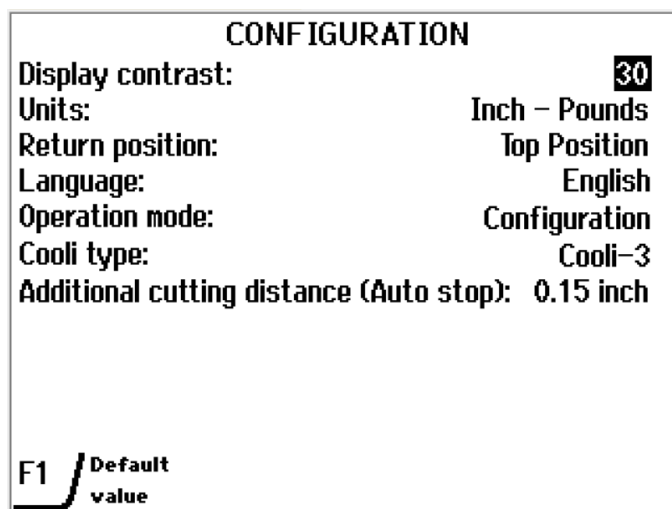 CONFIGURATION
Display contrast: 30
Units: Inch – Pounds
Return position: Top Position
Language: English
Operation mode: Configuration
Cooli type: Cooli–3
Additional cutting distance (Auto stop): 0.15 inch
F1 Default
value